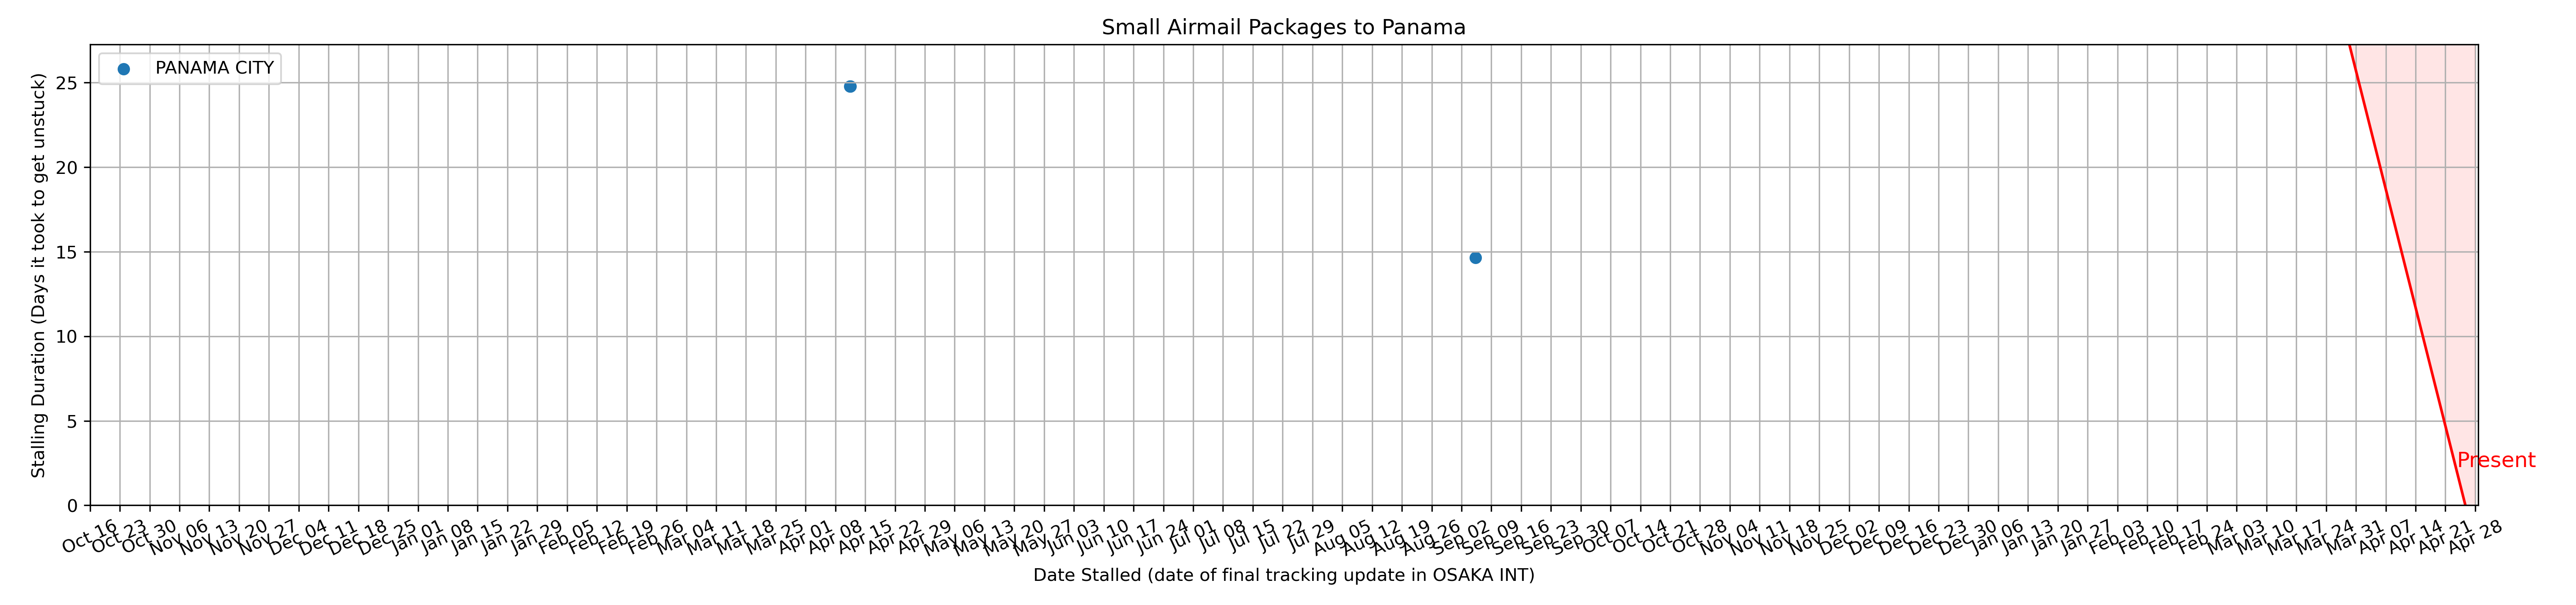 Small Airmail Packages to Panama
PANAMA CITY
Stalling Duration (Days it took to get unstuck)
25
20
15
10
5
0
Present
Oct 16
Oct 23
Oct 30
Nov 06
Nov 13
Nov 20
Nov 27
Dec 04
Dec 11
Dec 18
Dec 25
Jan 01
Jan 08
Jan 15
Jan 22
Jan 29
Feb 05
Feb 12
Feb 19
Feb 26
Mar 04
Mar 11
Mar 18
Mar 25
Apr 01
Apr 08
Apr 15
Apr 22
Apr 29
May 06
May 13
May 20
May 27
Jun 03
Jun 10
Jun 17
Jun 24
Jul 01
Jul 08
Jul 15
Jul 22
Jul 29
Aug 05
Aug 12
Aug 19
Aug 26
Sep 02
Sep 09
Sep 16
Sep 23
Sep 30
Oct 07
Oct 14
Oct 21
Oct 28
Nov 04
Nov 11
Nov 18
Nov 25
Dec 02
Dec 09
Dec 16
Dec 23
Dec 30
Jan 06
Jan 13
Jan 20
Jan 27
Feb 03
Feb 10
Feb 17
Feb 24
Mar 03
Mar 10
Mar 17
Mar 24
Mar 31
Apr 07
Apr 14
Apr 21
Apr 28
Date Stalled (date of final tracking update in OSAKA INT)